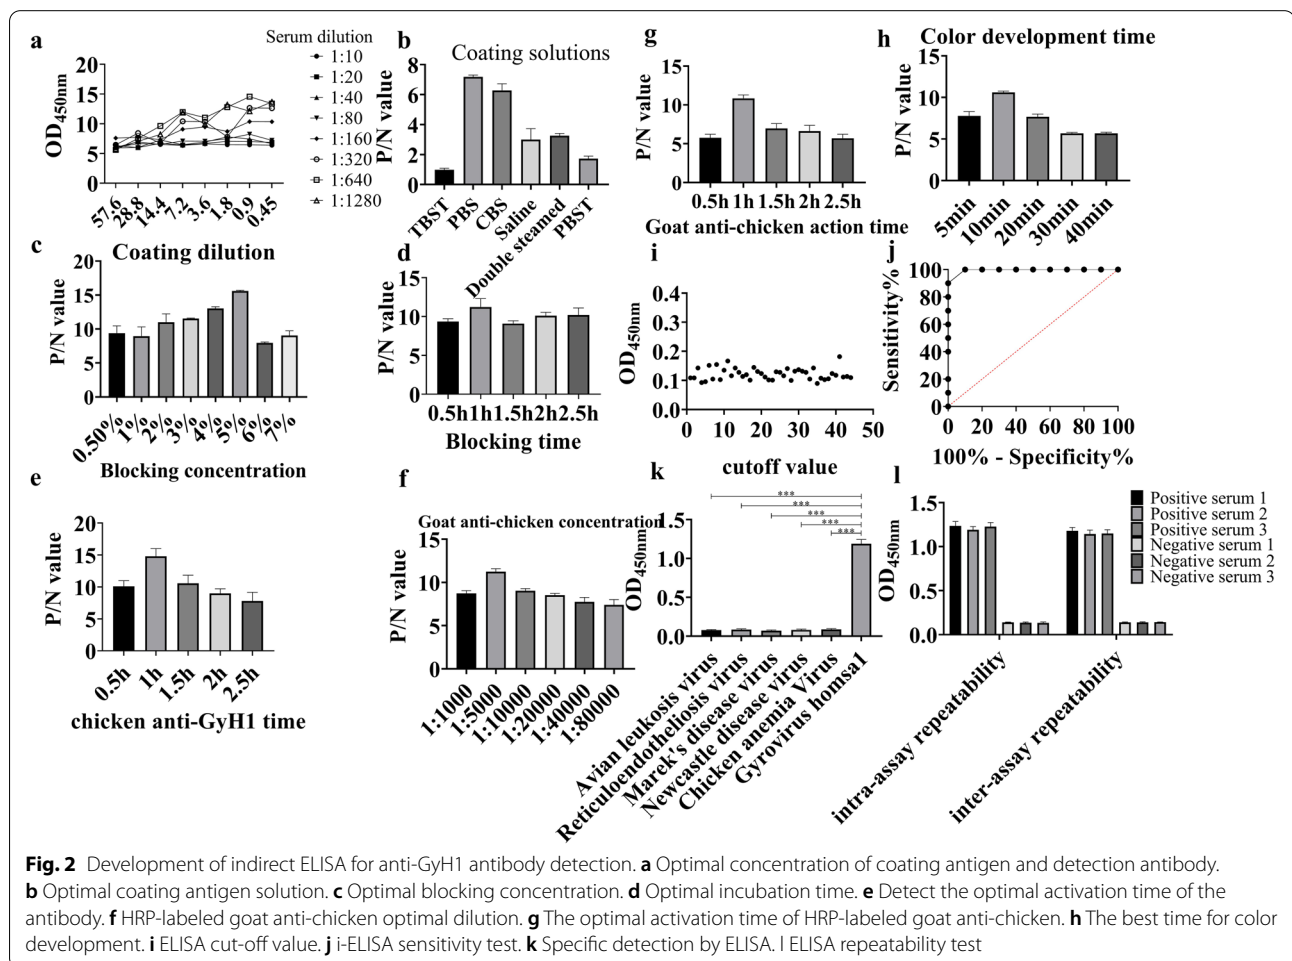 a
Serum dilution
1:10
1:20
1:40
1:80
1:160
1:320
1:640
1:1280
OD450nm
20
15
10
5
0
57.6
28.8
14.4
7.2
3.6
1.8
0.9
0.45
Coating dilution
b
Coating solutions
P/N value
8
6
4
2
0
TBST
PBS
CBS
Saline
Double steamed
PBST
g
P/N value
15
10
5
0
0.5h 1h 1.5h 2h 2.5h
Goat anti-chicken action time
h
Color development time
P/N value
15
10
5
0
5min
10min
20min
30min
40min
c
P/N value
20
15
10
5
0
0.50%
1%
2%
3%
4%
5%
6%
7%
Blocking concentration
d
P/N value
15
10
5
0
0.5h 1h 1.5h 2h 2.5h
Blocking time
i
OD450nm
0.4
0.3
0.2
0.1
0.0
0 10 20 30 40 50
cutoff value
j
Sensitivity%
100
80
60
40
20
0
0 20 40 60 80 100
100% - Specificity%
e
P/N value
20
15
10
5
0
0.5h
1h
1.5h
2h
2.5h
chicken anti-GyH1 time
f
Goat anti-chicken concentration
P/N value
15
10
5
0
1:1000
1:5000
1:10000
1:20000
1:40000
1:80000
k
OD450nm
1.5
1.0
0.5
0.0
***
***
***
***
***
Avian leukosis virus
Reticuloendotheliosis virus
Marek's disease virus
Newcastle disease virus
Chicken anemia Virus
Gyrovirus homsa1
l
OD450nm
1.5
1.0
0.5
0.0
intra-assay repeatability
inter-assay repeatability
Positive serum 1
Positive serum 2
Positive serum 3
Negative serum 1
Negative serum 2
Negative serum 3
Fig. 2 Development of indirect ELISA for anti-GyH1 antibody detection. a Optimal concentration of coating antigen and detection antibody.
b Optimal coating antigen solution. c Optimal blocking concentration. d Optimal incubation time. e Detect the optimal activation time of the
antibody. f HRP-labeled goat anti-chicken optimal dilution. g The optimal activation time of HRP-labeled goat anti-chicken. h The best time for color
development. i ELISA cut-off value. j i-ELISA sensitivity test. k Specific detection by ELISA. l ELISA repeatability test